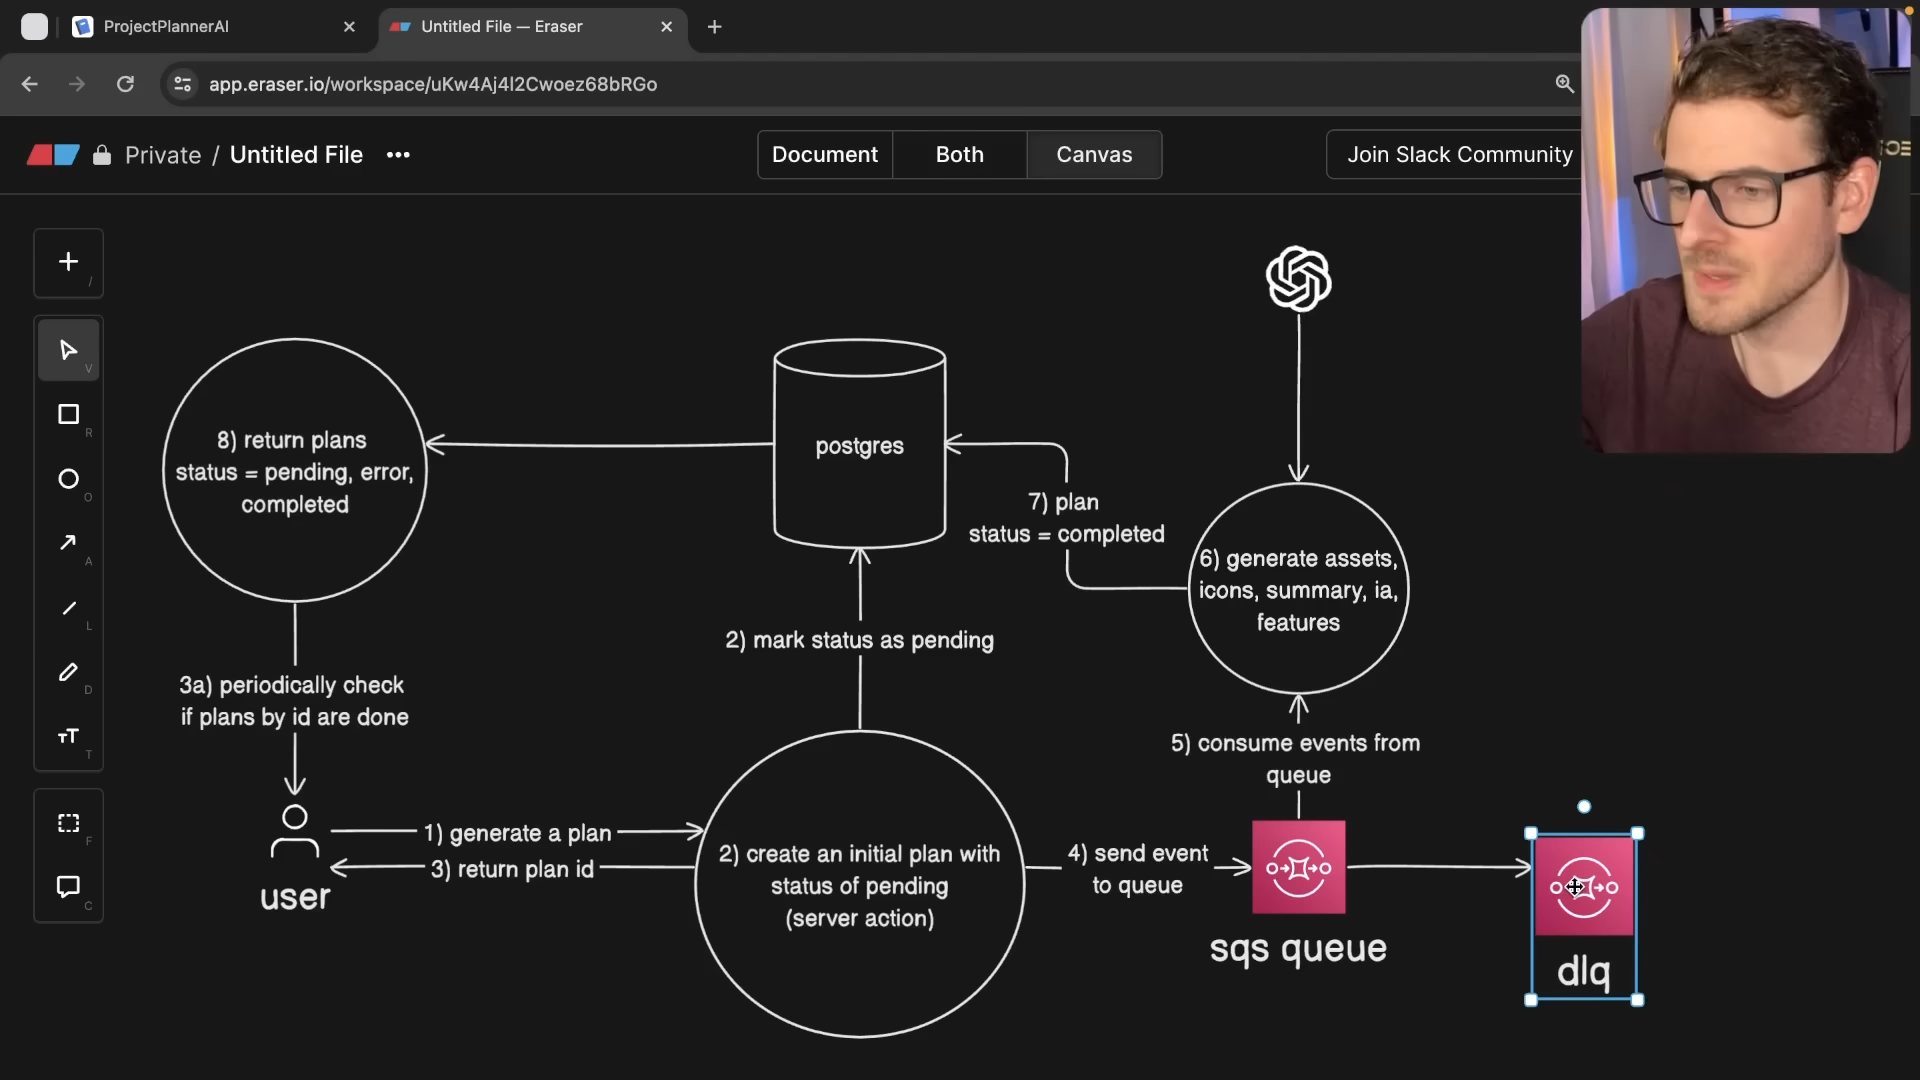 ProjectPlannerAI
Untitled File — Eraser
app.eraser.io/workspace/uKw4Aj4l2Cwoez68bRGo
Private / Untitled File
Document
Both
Canvas
Join Slack Community
/
V
R
O
A
L
D
T
F
C
8) return plans
status = pending, error,
completed
postgres
7) plan
status = completed
6) generate assets,
icons, summary, ia,
features
2) mark status as pending
3a) periodically check
if plans by id are done
5) consume events from
queue
1) generate a plan
3) return plan id
user
2) create an initial plan with
status of pending
(server action)
4) send event
to queue
sqs queue
dlq